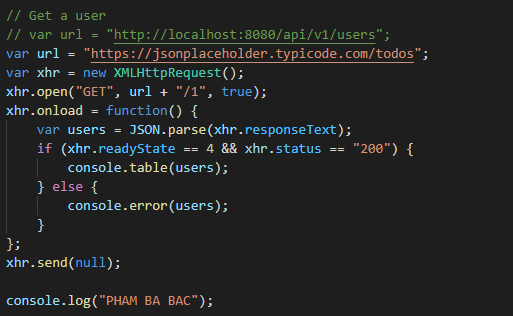 // Get a user
// var url = "http://localhost:8080/api/v1/users";
var url = "https://jsonplaceholder.typicode.com/todos";
var xhr = new XMLHttpRequest();
xhr.open("GET", url + "/1", true);
xhr.onload = function() {
    var users = JSON.parse(xhr.responseText);
    if (xhr.readyState == 4 && xhr.status == "200") {
        console.table(users);
    } else {
        console.error(users);
    }
};
xhr.send(null);

console.log("PHAM BA BAC");